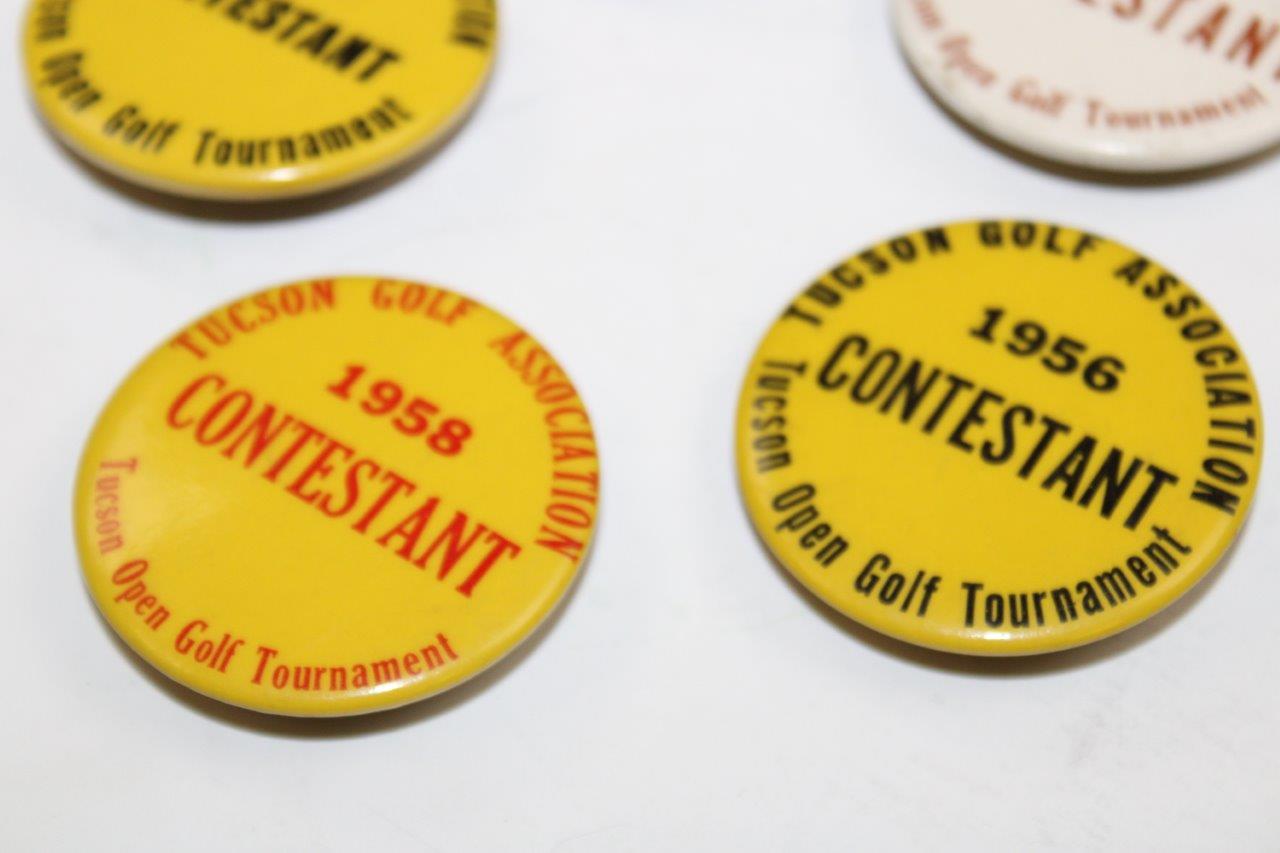 CONTESTANT
Open Golf Tournament
Open Golf Tournament
TUCSON GOLF ASSOCIATION
1958
CONTESTANT
Tucson Open Golf Tournament
TUCSON GOLF ASSOCIATION
1956
CONTESTANT
Tucson Open Golf Tournament